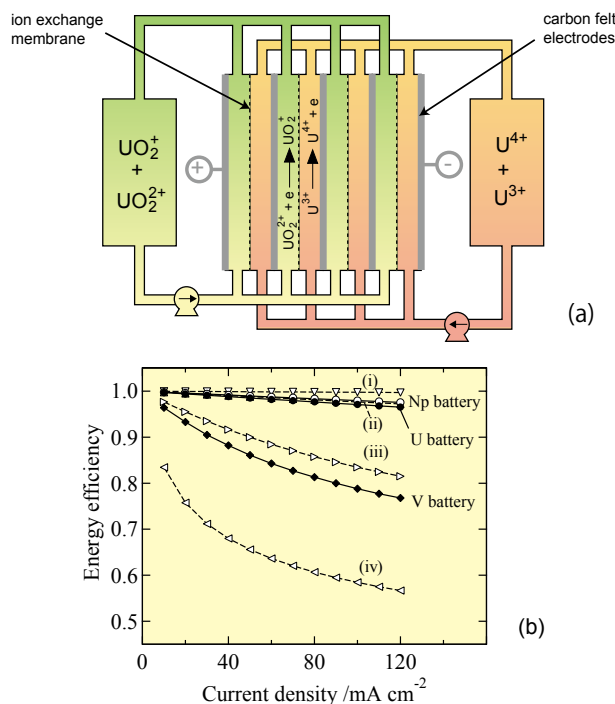 ion exchange
membrane
carbon felt
electrodes
UO₂⁺
+
UO₂²⁺
+
UO₂²⁺ + e → UO₂⁺
U³⁺ → U⁴⁺ + e
-
U⁴⁺
+
U³⁺
(a)
1.0
0.9
0.8
0.7
0.6
0.5
Energy efficiency
(i)
Np battery
(ii)
U battery
(iii)
V battery
(iv)
(b)
0 40 80 120
Current density /mA cm⁻²